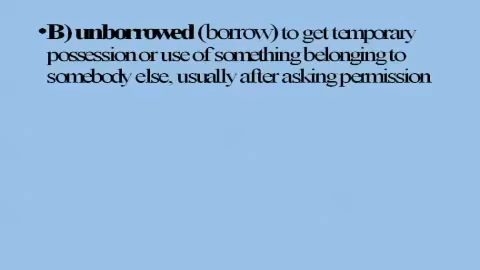 •B) unborrowed (borrow) to get temporary
possession or use of something belonging to
somebody else, usually after asking permission